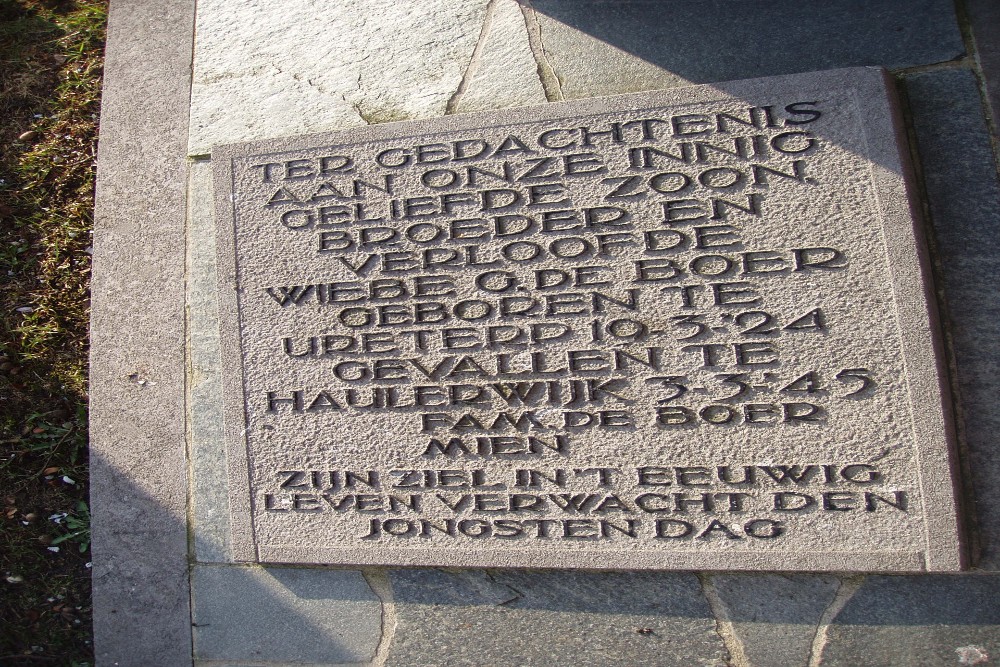 TER GEDACHTENIS
AAN ONZE INNIG
GELIEFDE ZOON
BROEDER EN
VERLOOFDE
WIEBE G. DE BOER
GEBOREN TE
URETERP 10-3-'24
GEVALLEN TE
HAULERWIJK 3-3-'45
FAM. DE BOER
MIEN
ZIJN ZIEL IN 'T EEUWIG
LEVEN VERWACHT DEN
JONGSTEN DAG